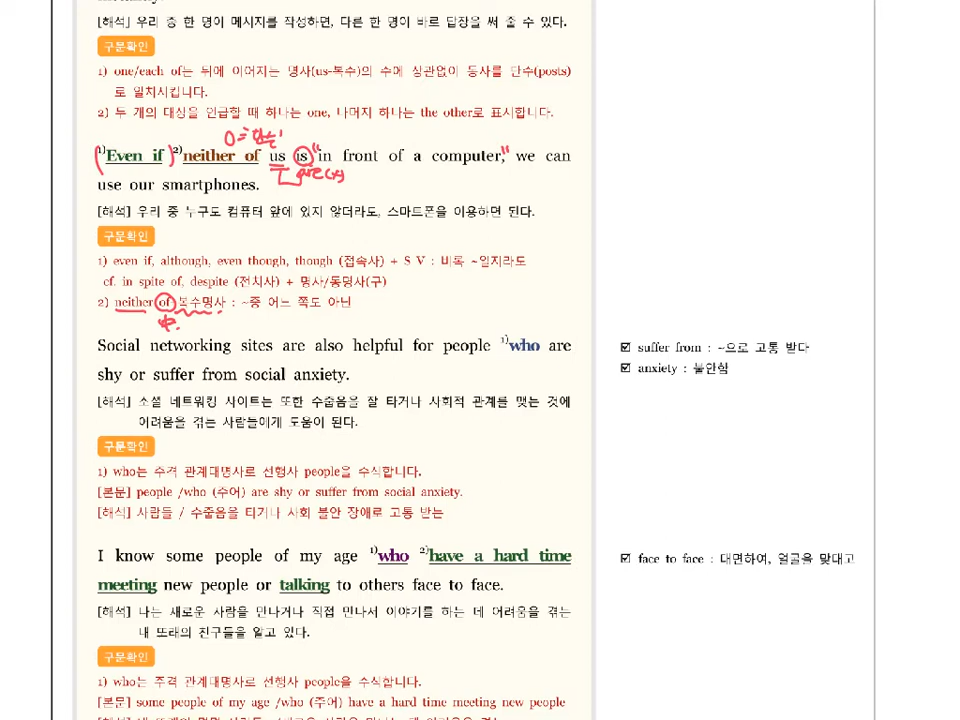 [해석] 우리 중 한 명이 메시지를 작성하면, 다른 한 명이 바로 답장을 써 줄 수 있다.
구문확인
1) one/each of는 뒤에 이어지는 명사(us-복수)의 수에 상관없이 동사를 단수(posts)
로 일치시킵니다.
2) 두 개의 대상을 언급할 때 하나는 one, 나머지 하나는 the other로 표시합니다.
1)Even if 2)neither of us is in front of a computer, we can
are(x)
use our smartphones.
[해석] 우리 중 누구도 컴퓨터 앞에 있지 않더라도, 스마트폰을 이용하면 된다.
구문확인
1) even if, although, even though, though (접속사) + S V : 비록 ~일지라도
cf. in spite of, despite (전치사) + 명사/동명사(구)
2) neither of 복수명사 : ~중 어느 쪽도 아닌
Social networking sites are also helpful for people 1)who are
☑ suffer from : ~으로 고통 받다
shy or suffer from social anxiety.
☑ anxiety : 불안함
[해석] 소셜 네트워킹 사이트는 또한 수줍음을 잘 타거나 사회적 관계를 맺는 것에
어려움을 겪는 사람들에게 도움이 된다.
구문확인
1) who는 주격 관계대명사로 선행사 people을 수식합니다.
[본문] people /who (주어) are shy or suffer from social anxiety.
[해석] 사람들 / 수줍음을 타거나 사회 불안 장애로 고통 받는
I know some people of my age 1)who 2)have a hard time
☑ face to face : 대면하여, 얼굴을 맞대고
meeting new people or talking to others face to face.
[해석] 나는 새로운 사람을 만나거나 직접 만나서 이야기를 하는 데 어려움을 겪는
내 또래의 친구들을 알고 있다.
구문확인
1) who는 주격 관계대명사로 선행사 people을 수식합니다.
[본문] some people of my age /who (주어) have a hard time meeting new people